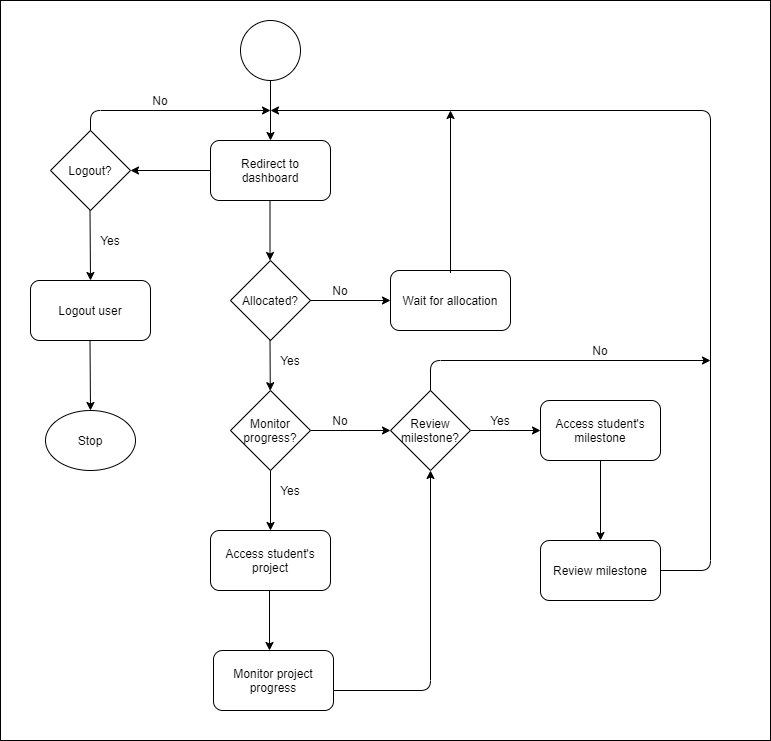 No
Logout?
Redirect to
dashboard
Yes
Logout user
Allocated?
No
Wait for allocation
Yes
No
Stop
Monitor
progress?
No
Review
milestone?
Yes
Access student's
milestone
Yes
Access student's
project
Review milestone
Monitor project
progress